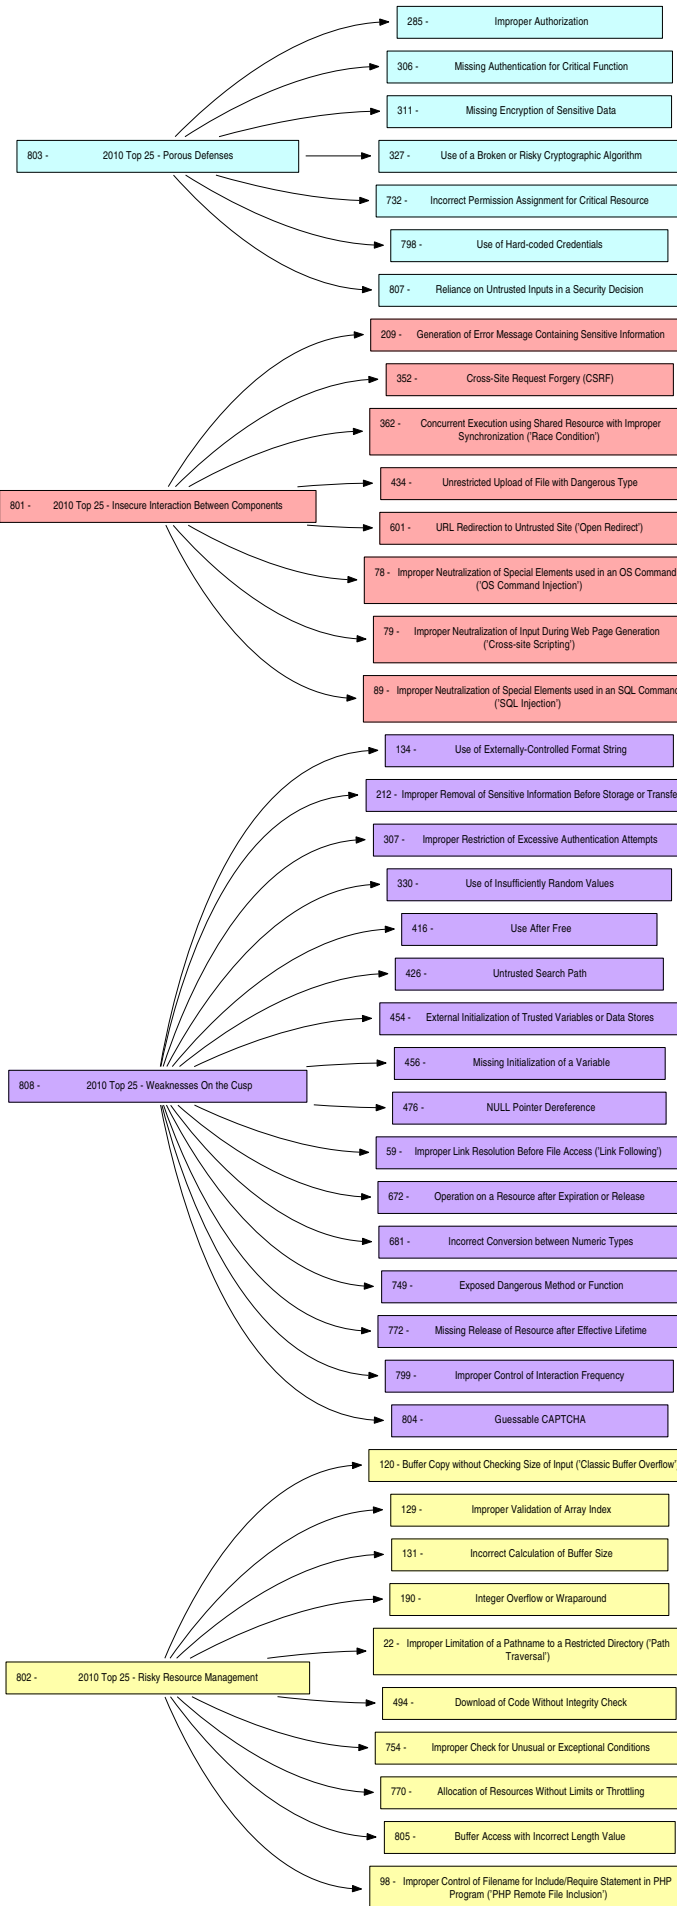 285 - Improper Authorization
306 - Missing Authentication for Critical Function
311 - Missing Encryption of Sensitive Data
803 - 2010 Top 25 - Porous Defenses
327 - Use of a Broken or Risky Cryptographic Algorithm
732 - Incorrect Permission Assignment for Critical Resource
798 - Use of Hard-coded Credentials
807 - Reliance on Untrusted Inputs in a Security Decision
209 - Generation of Error Message Containing Sensitive Information
352 - Cross-Site Request Forgery (CSRF)
362 - Concurrent Execution using Shared Resource with Improper
Synchronization ('Race Condition')
434 - Unrestricted Upload of File with Dangerous Type
801 - 2010 Top 25 - Insecure Interaction Between Components
601 - URL Redirection to Untrusted Site ('Open Redirect')
78 - Improper Neutralization of Special Elements used in an OS Command
('OS Command Injection')
79 - Improper Neutralization of Input During Web Page Generation
('Cross-site Scripting')
89 - Improper Neutralization of Special Elements used in an SQL Command
('SQL Injection')
134 - Use of Externally-Controlled Format String
212 - Improper Removal of Sensitive Information Before Storage or Transfe
307 - Improper Restriction of Excessive Authentication Attempts
330 - Use of Insufficiently Random Values
416 - Use After Free
426 - Untrusted Search Path
454 - External Initialization of Trusted Variables or Data Stores
456 - Missing Initialization of a Variable
808 - 2010 Top 25 - Weaknesses On the Cusp
476 - NULL Pointer Dereference
59 - Improper Link Resolution Before File Access ('Link Following')
672 - Operation on a Resource after Expiration or Release
681 - Incorrect Conversion between Numeric Types
749 - Exposed Dangerous Method or Function
772 - Missing Release of Resource after Effective Lifetime
799 - Improper Control of Interaction Frequency
804 - Guessable CAPTCHA
120 - Buffer Copy without Checking Size of Input ('Classic Buffer Overflow')
129 - Improper Validation of Array Index
131 - Incorrect Calculation of Buffer Size
190 - Integer Overflow or Wraparound
22 - Improper Limitation of a Pathname to a Restricted Directory ('Path
Traversal')
802 - 2010 Top 25 - Risky Resource Management
494 - Download of Code Without Integrity Check
754 - Improper Check for Unusual or Exceptional Conditions
770 - Allocation of Resources Without Limits or Throttling
805 - Buffer Access with Incorrect Length Value
98 - Improper Control of Filename for Include/Require Statement in PHP
Program ('PHP Remote File Inclusion')